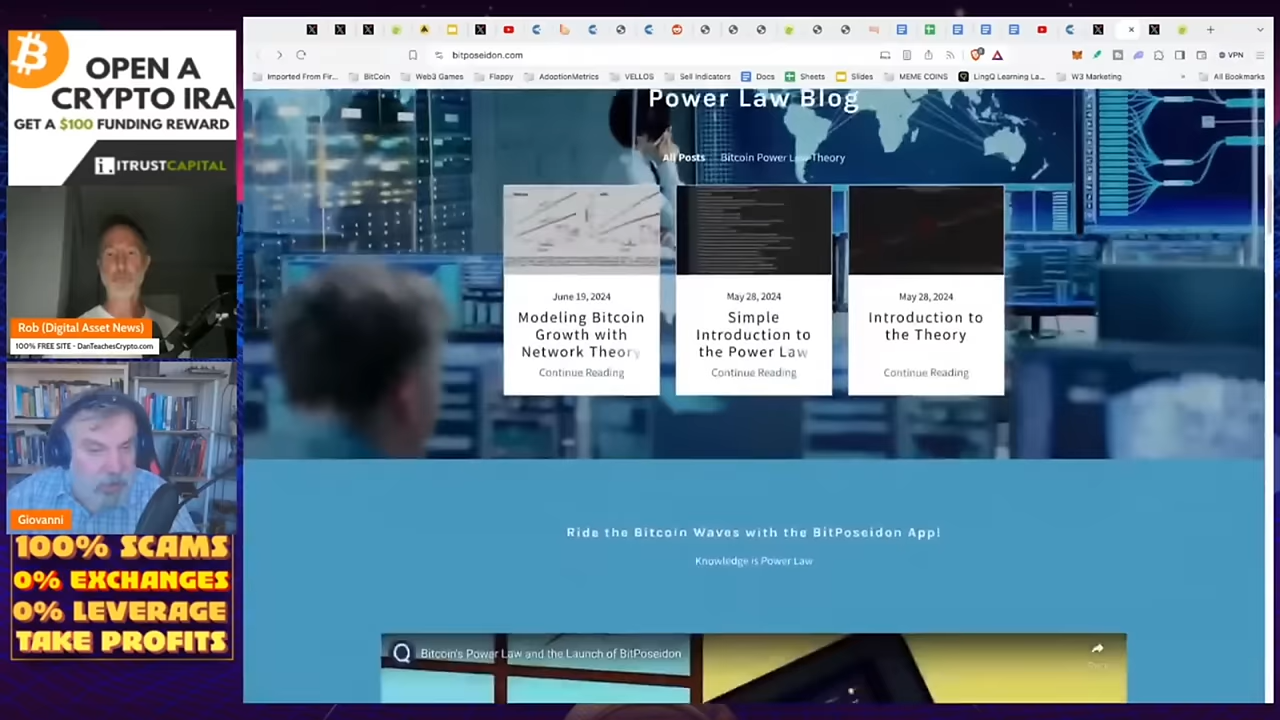 OPEN A
CRYPTO IRA
GET A $100 FUNDING REWARD
ITRUSTCAPITAL
Rob (Digital Asset News)
100% FREE SITE - DanTeachesCrypto.com
Giovanni
100% SCAMS
0% EXCHANGES
0% LEVERAGE
TAKE PROFITS
bitposeidon.com
VPN
Imported From Fir...
BitCoin
Web3 Games
Flappy
AdoptionMetrics
VELLOS
Sell Indicators
Docs
Sheets
Slides
MEME COINS
LingQ Learning La...
W3 Marketing
»
All Bookmarks
Power Law Blog
All Posts
Bitcoin Power Law Theory
June 19, 2024
Modeling Bitcoin
Growth with
Network Theory
Continue Reading
May 28, 2024
Simple
Introduction to
the Power Law
Continue Reading
May 28, 2024
Introduction to
the Theory
Continue Reading
Ride the Bitcoin Waves with the BitPoseidon App!
Knowledge is Power Law
Bitcoin's Power Law and the Launch of BitPoseidon